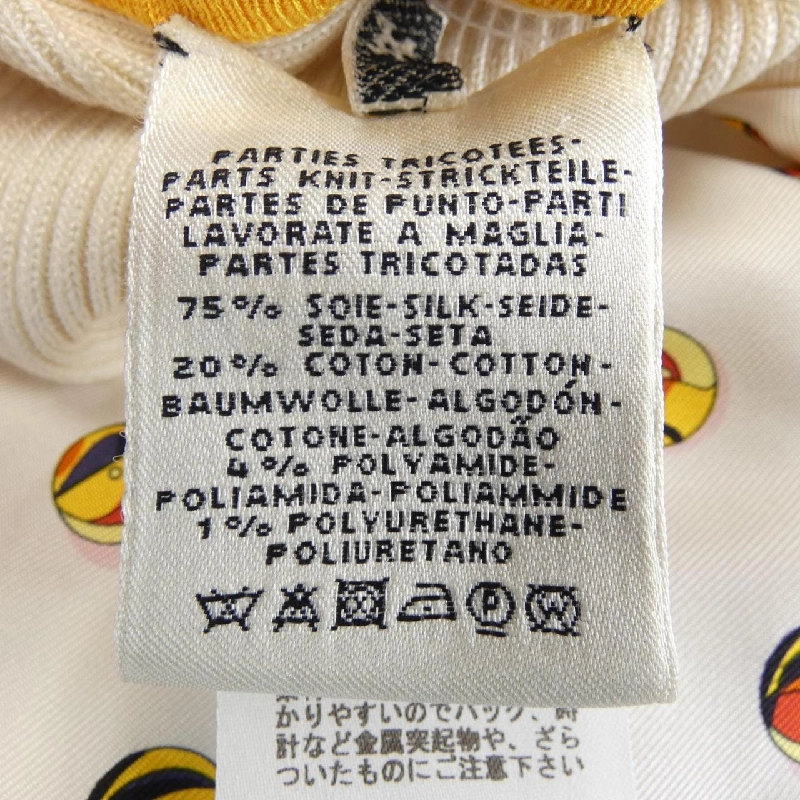 PARTIES TRICOTEES-
PARTS KNIT-STRICKTEILE-
PARTES DE PUNTO-PARTI
LAVORATE A MAGLIA-
PARTES TRICOTADAS
75% SOIE-SILK-SEIDE-
SEDA-SETA
20% COTON-COTTON-
BAUMWOLLE-ALGODÓN-
COTONE-ALGODÃO
4% POLYAMIDE-
POLIAMIDA-POLIAMMIDE
1% POLYURETHANE-
POLIURETANO
P W
かりやすいのでバッグ、時
計など金属突起物や、ざら
ついたものにご注意下さい